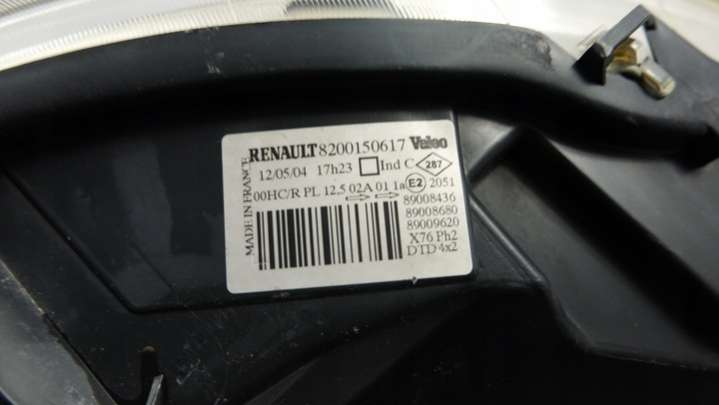 RENAULT 8200150617 Valeo
12/05/04 17h23 Ind C 287
00HC/R PL 12.5 02A 01 1a E2 2051
89008436
89008680
89009620
X76 Ph2
DTD 4x2
MADE IN FRANCE